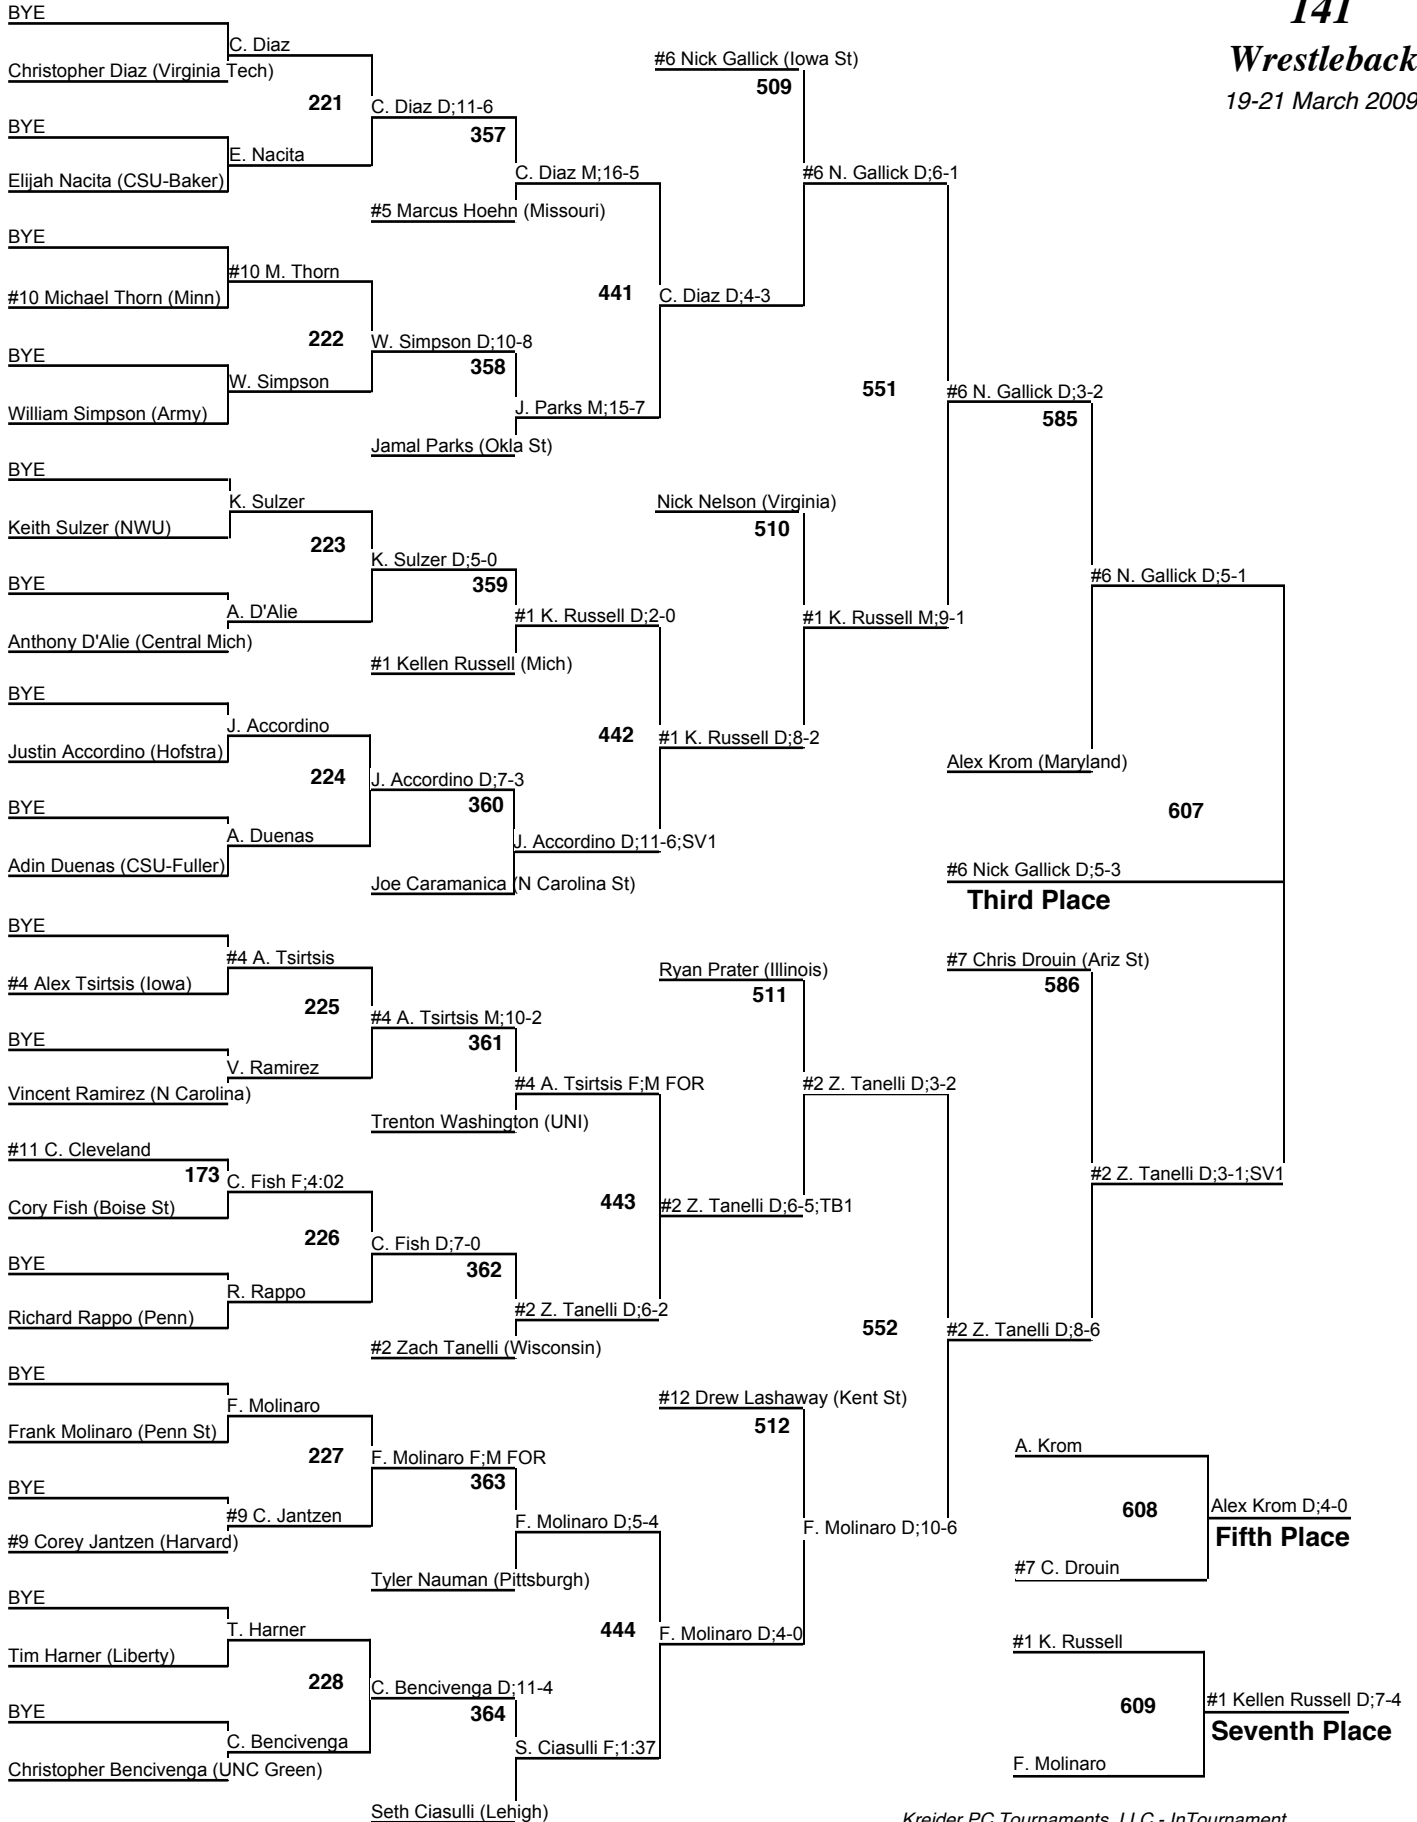 141
Wrestleback
19-21 March 2009
BYE
C. Diaz
Christopher Diaz (Virginia Tech)
221
C. Diaz D;11-6
BYE
357
E. Nacita
Elijah Nacita (CSU-Baker)
C. Diaz M;16-5
#5 Marcus Hoehn (Missouri)
BYE
#10 M. Thorn
#10 Michael Thorn (Minn)
441
C. Diaz D;4-3
222
W. Simpson D;10-8
BYE
358
W. Simpson
William Simpson (Army)
J. Parks M;15-7
Jamal Parks (Okla St)
#6 Nick Gallick (Iowa St)
509
#6 N. Gallick D;6-1
551
#6 N. Gallick D;3-2
585
BYE
K. Sulzer
Keith Sulzer (NWU)
223
K. Sulzer D;5-0
BYE
359
A. D'Alie
Anthony D'Alie (Central Mich)
#1 K. Russell D;2-0
#1 Kellen Russell (Mich)
Nick Nelson (Virginia)
510
#1 K. Russell M;9-1
#6 N. Gallick D;5-1
BYE
J. Accordino
Justin Accordino (Hofstra)
442
#1 K. Russell D;8-2
224
J. Accordino D;7-3
BYE
360
A. Duenas
Adin Duenas (CSU-Fuller)
J. Accordino D;11-6;SV1
Joe Caramanica (N Carolina St)
Alex Krom (Maryland)
607
#6 Nick Gallick D;5-3
Third Place
BYE
#4 A. Tsirtsis
#4 Alex Tsirtsis (Iowa)
225
#4 A. Tsirtsis M;10-2
BYE
361
V. Ramirez
Vincent Ramirez (N Carolina)
#4 A. Tsirtsis F;M FOR
Trenton Washington (UNI)
Ryan Prater (Illinois)
511
#2 Z. Tanelli D;3-2
#7 Chris Drouin (Ariz St)
586
#2 Z. Tanelli D;3-1;SV1
#11 C. Cleveland
173
C. Fish F;4:02
Cory Fish (Boise St)
443
#2 Z. Tanelli D;6-5;TB1
226
C. Fish D;7-0
BYE
362
R. Rappo
Richard Rappo (Penn)
#2 Z. Tanelli D;6-2
#2 Zach Tanelli (Wisconsin)
552
#2 Z. Tanelli D;8-6
BYE
F. Molinaro
Frank Molinaro (Penn St)
227
F. Molinaro F;M FOR
BYE
363
#9 C. Jantzen
#9 Corey Jantzen (Harvard)
F. Molinaro D;5-4
Tyler Nauman (Pittsburgh)
#12 Drew Lashaway (Kent St)
512
F. Molinaro D;10-6
A. Krom
608
Alex Krom D;4-0
Fifth Place
#7 C. Drouin
BYE
T. Harner
Tim Harner (Liberty)
444
F. Molinaro D;4-0
228
C. Bencivenga D;11-4
BYE
364
C. Bencivenga
Christopher Bencivenga (UNC Green)
S. Ciasulli F;1:37
Seth Ciasulli (Lehigh)
#1 K. Russell
609
#1 Kellen Russell D;7-4
Seventh Place
F. Molinaro
Kreider PC Tournaments, LLC - InTournament